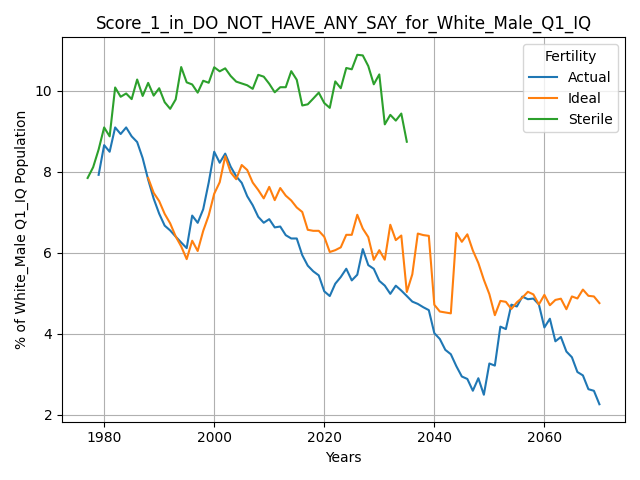 Score_1_in_DO_NOT_HAVE_ANY_SAY_for_White_Male_Q1_IQ
Fertility
Actual
Ideal
Sterile
% of White_Male Q1_IQ Population
10
8
6
4
2
1980 2000 2020 2040 2060
Years